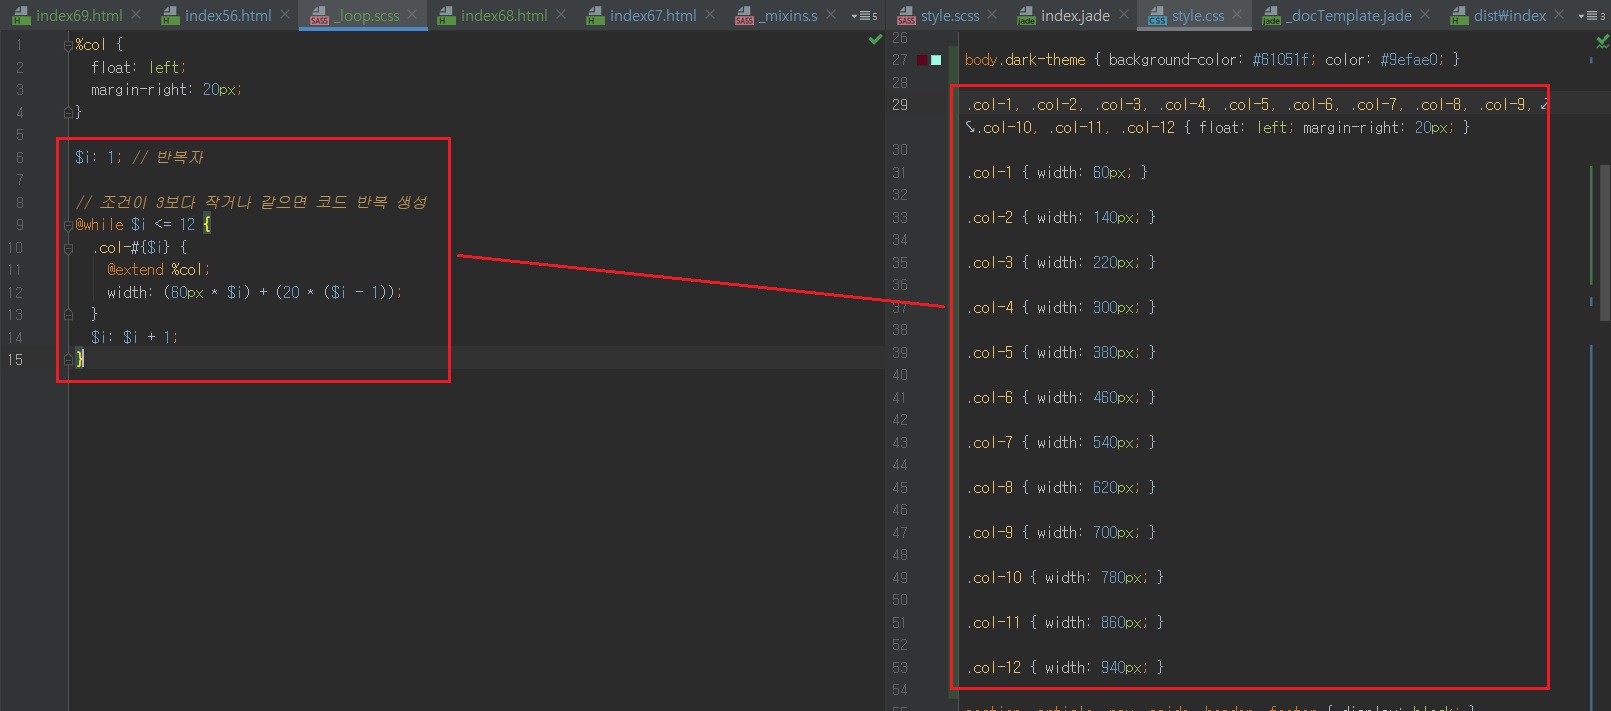 index69.html
index56.html
_loop.scss
index68.html
index67.html
_mixins.s
5
style.scss
index.jade
style.css
_docTemplate.jade
dist₩index
3
1 %col {
2 float: left;
3 margin-right: 20px;
4 }
5
6 $i: 1; // 반복자
7
8 // 조건이 3보다 작거나 같으면 코드 반복 생성
9 @while $i <= 12 {
10 .col-#{$i} {
11 @extend %col;
12 width: (60px * $i) + (20 * ($i - 1));
13 }
14 $i: $i + 1;
15 }
26
27 body.dark-theme { background-color: #61051f; color: #9efae0; }
28
29 .col-1, .col-2, .col-3, .col-4, .col-5, .col-6, .col-7, .col-8, .col-9,
.col-10, .col-11, .col-12 { float: left; margin-right: 20px; }
30
31 .col-1 { width: 60px; }
32
33 .col-2 { width: 140px; }
34
35 .col-3 { width: 220px; }
36
37 .col-4 { width: 300px; }
38
39 .col-5 { width: 380px; }
40
41 .col-6 { width: 460px; }
42
43 .col-7 { width: 540px; }
44
45 .col-8 { width: 620px; }
46
47 .col-9 { width: 700px; }
48
49 .col-10 { width: 780px; }
50
51 .col-11 { width: 860px; }
52
53 .col-12 { width: 940px; }
54
section, article, nav, aside, header, footer { display: block; }